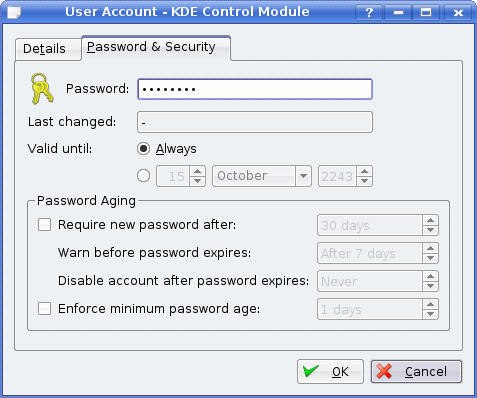 User Account - KDE Control Module ?
Details Password & Security
Password: ••••••••
Last changed: -
Valid until: Always
15 October 2243
Password Aging
Require new password after: 30 days
Warn before password expires: After 7 days
Disable account after password expires: Never
Enforce minimum password age: 1 days
OK Cancel